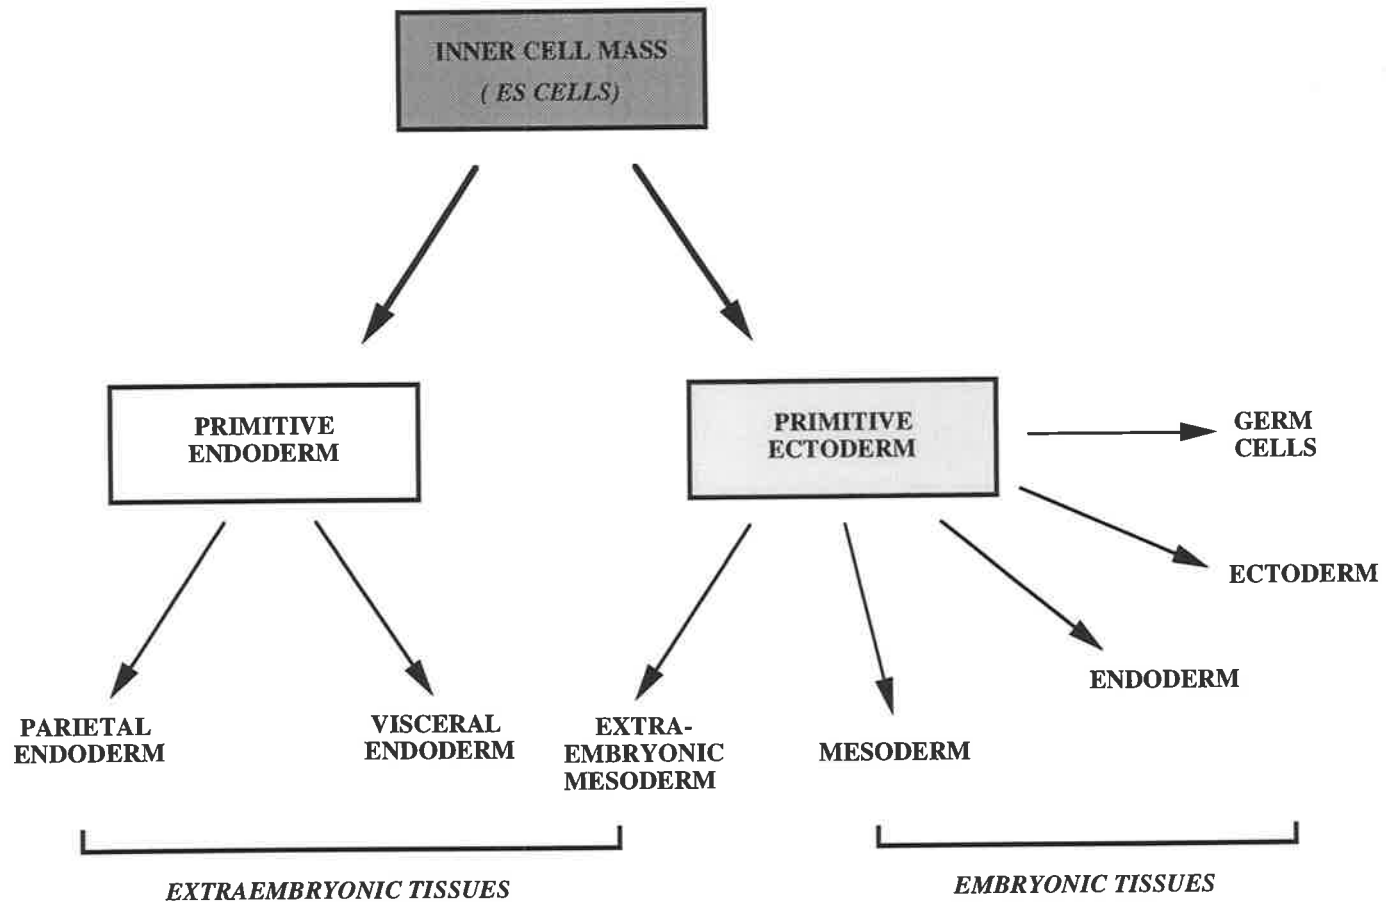 INNER CELL MASS
( ES CELLS)
PRIMITIVE
ENDODERM
PRIMITIVE
ECTODERM
GERM
CELLS
ECTODERM
ENDODERM
PARIETAL
ENDODERM
VISCERAL
ENDODERM
EXTRA-
EMBRYONIC
MESODERM
MESODERM
EXTRAEMBRYONIC TISSUES
EMBRYONIC TISSUES